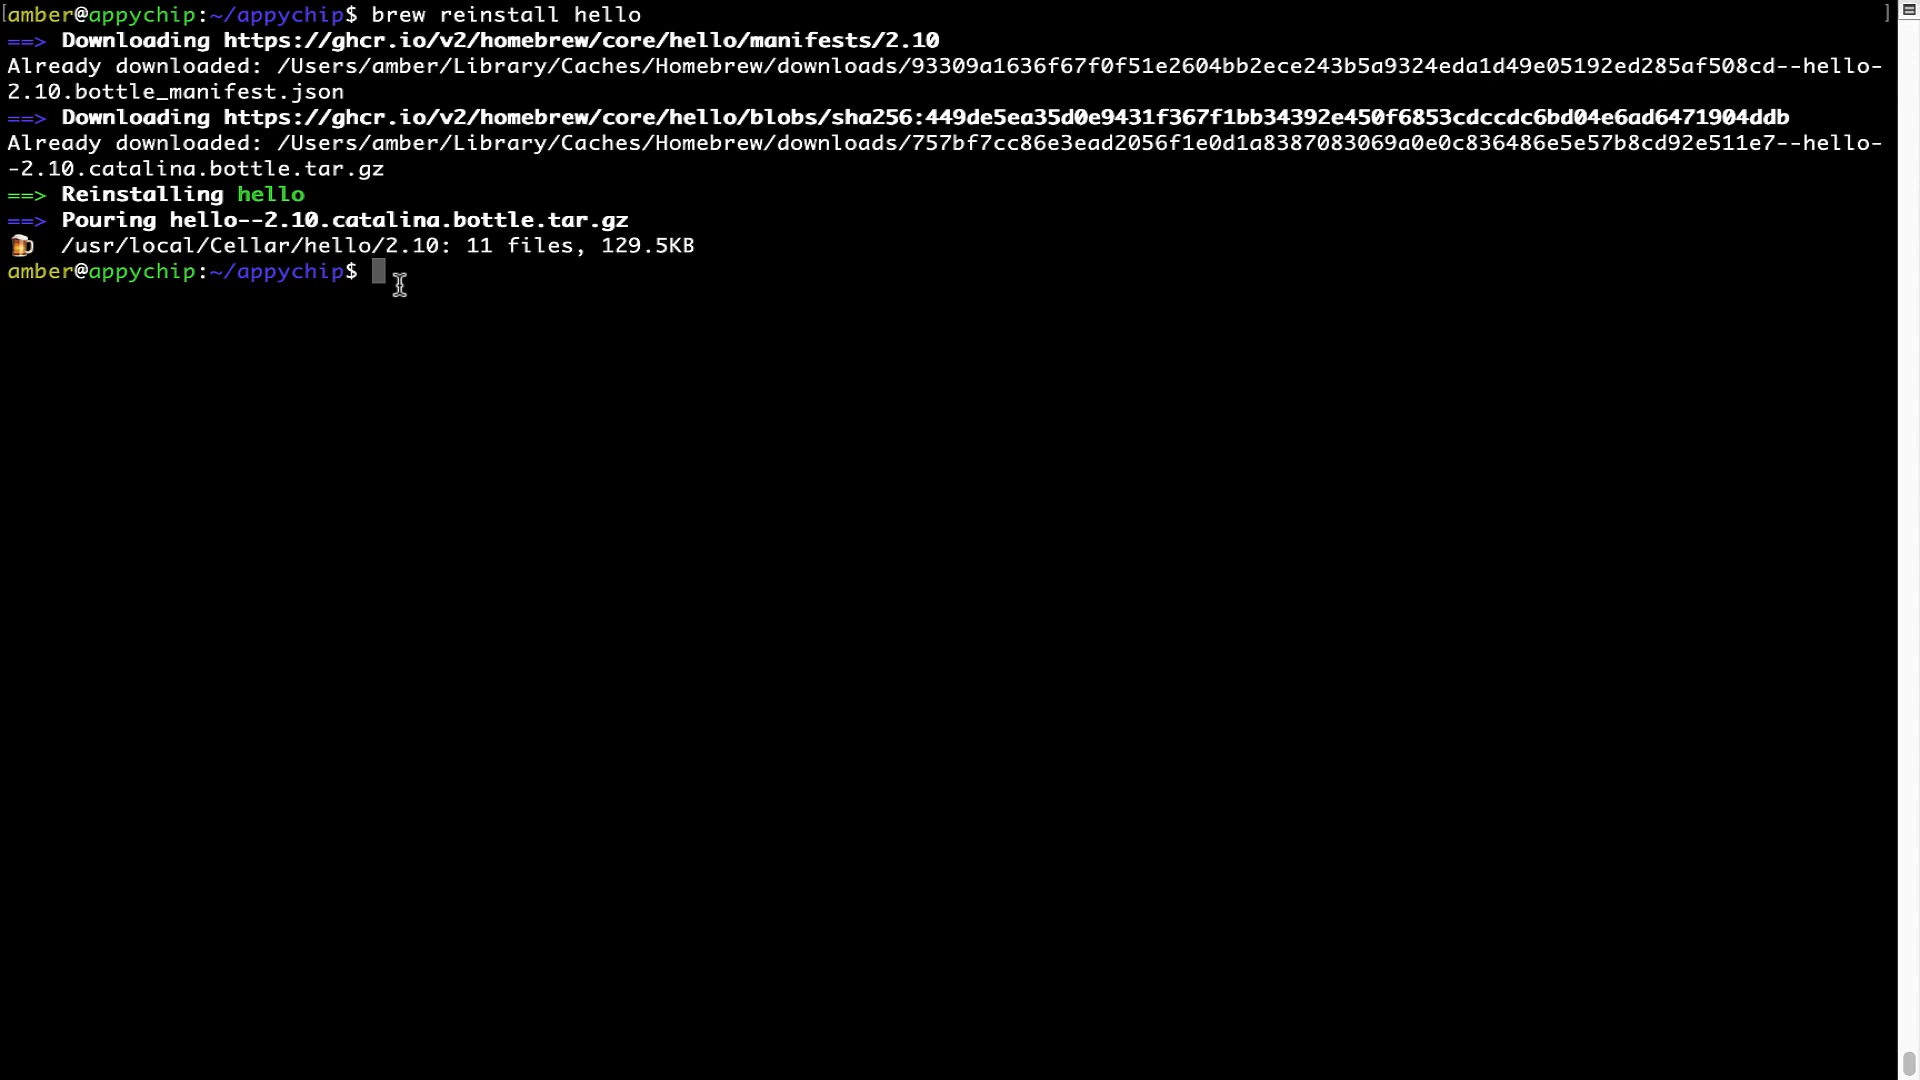 [amber@appychip:~/appychip$ brew reinstall hello ]
==> Downloading https://ghcr.io/v2/homebrew/core/hello/manifests/2.10
Already downloaded: /Users/amber/Library/Caches/Homebrew/downloads/93309a1636f67f0f51e2604bb2ece243b5a9324eda1d49e05192ed285af508cd--hello-
2.10.bottle_manifest.json
==> Downloading https://ghcr.io/v2/homebrew/core/hello/blobs/sha256:449de5ea35d0e9431f367f1bb34392e450f6853cdccdc6bd04e6ad6471904ddb
Already downloaded: /Users/amber/Library/Caches/Homebrew/downloads/757bf7cc86e3ead2056f1e0d1a8387083069a0e0c836486e5e57b8cd92e511e7--hello-
-2.10.catalina.bottle.tar.gz
==> Reinstalling hello
==> Pouring hello--2.10.catalina.bottle.tar.gz
🍺 /usr/local/Cellar/hello/2.10: 11 files, 129.5KB
amber@appychip:~/appychip$